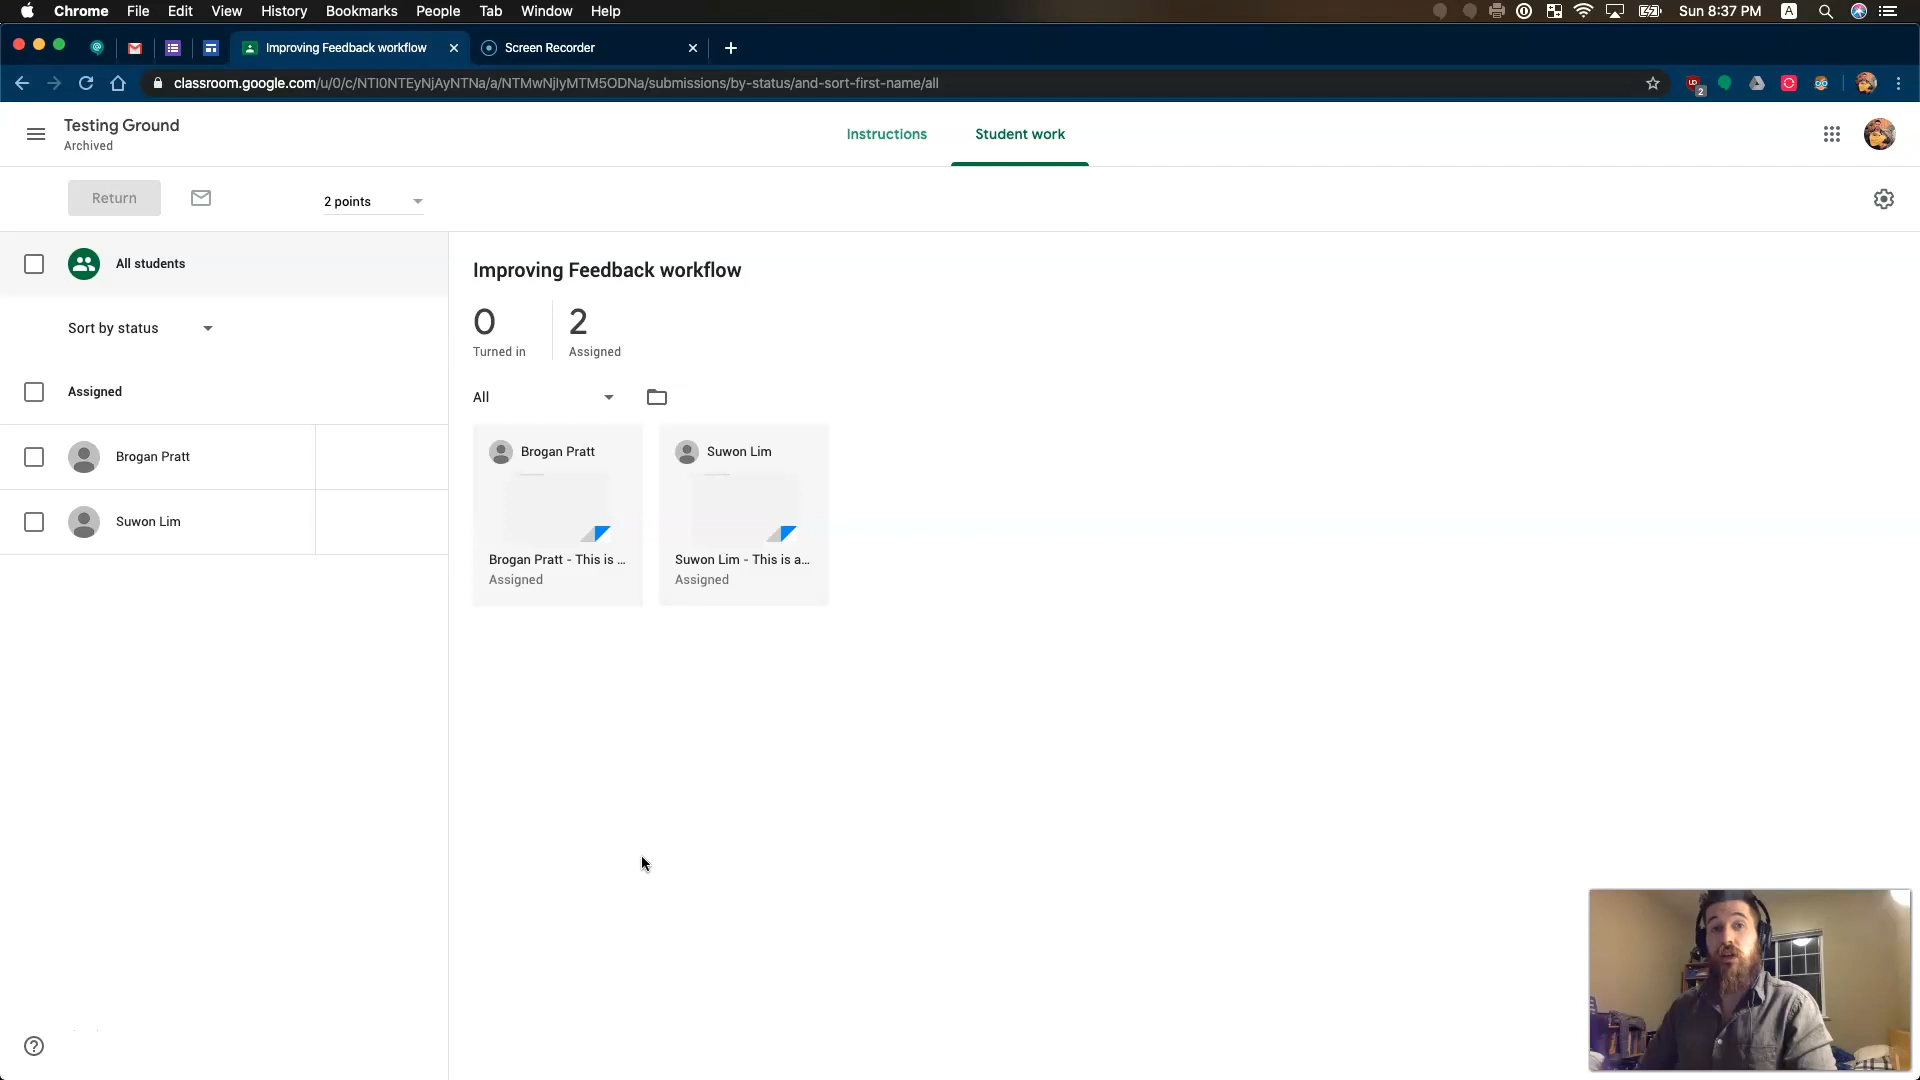 Chrome File Edit View History Bookmarks People Tab Window Help Sun 8:37 PM A
Improving Feedback workflow Screen Recorder
classroom.google.com/u/0/c/NTI0NTEyNjAyNTNa/a/NTMwNjIyMTM5ODNa/submissions/by-status/and-sort-first-name/all 2
Testing Ground
Archived
Instructions Student work
Return 2 points
All students
Sort by status
Assigned
Brogan Pratt
Suwon Lim
Improving Feedback workflow
0 2
Turned in Assigned
All
Brogan Pratt Suwon Lim
Brogan Pratt - This is ... Suwon Lim - This is a...
Assigned Assigned